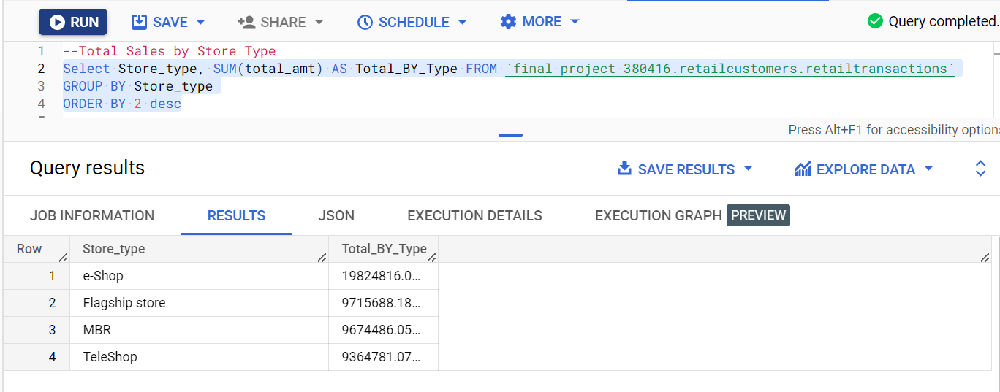 RUN SAVE SHARE SCHEDULE MORE Query completed.
1 --Total Sales by Store Type
2 Select Store_type, SUM(total_amt) AS Total_BY_Type FROM `final-project-380416.retailcustomers.retailtransactions`
3 GROUP BY Store_type
4 ORDER BY 2 desc
Press Alt+F1 for accessibility option
Query results SAVE RESULTS EXPLORE DATA
JOB INFORMATION RESULTS JSON EXECUTION DETAILS EXECUTION GRAPH PREVIEW
Row Store_type Total_BY_Type
1 e-Shop 19824816.0...
2 Flagship store 9715688.18...
3 MBR 9674486.05...
4 TeleShop 9364781.07...